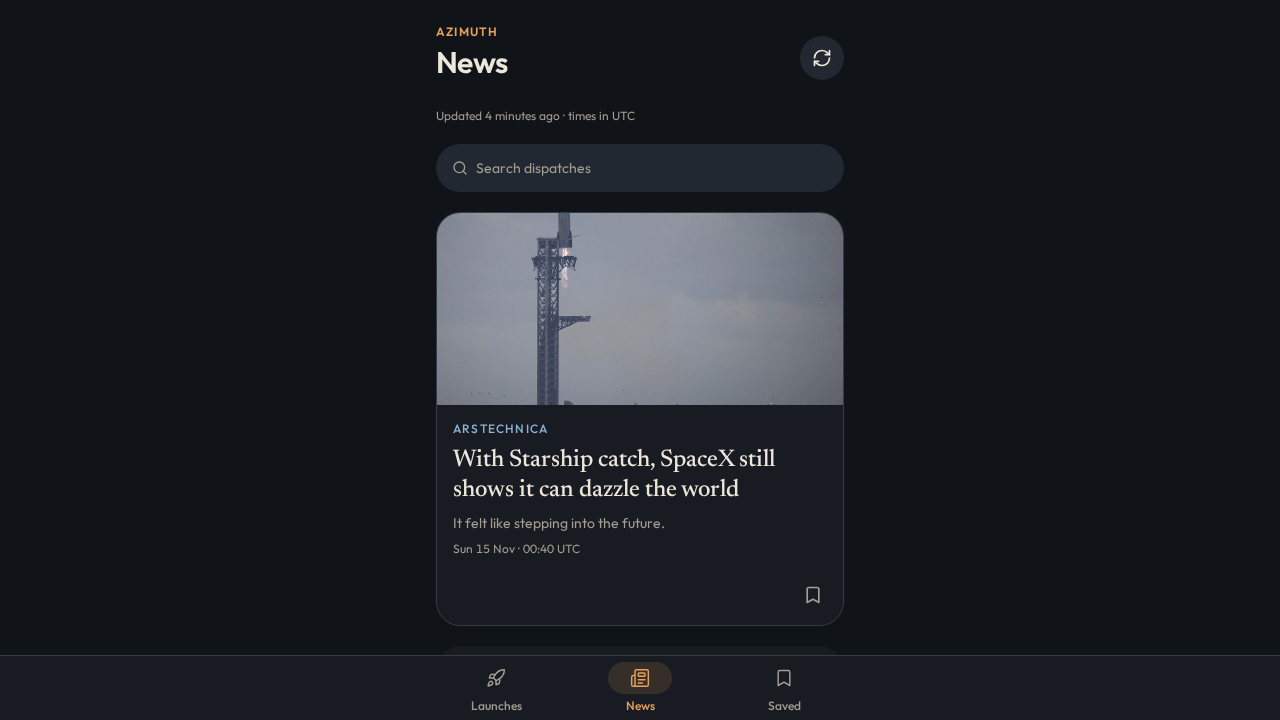 AZIMUTH
News
Updated 4 minutes ago · times in UTC
Search dispatches
ARSTECHNICA
With Starship catch, SpaceX still
shows it can dazzle the world
It felt like stepping into the future.
Sun 15 Nov · 00:40 UTC
Launches
News
Saved